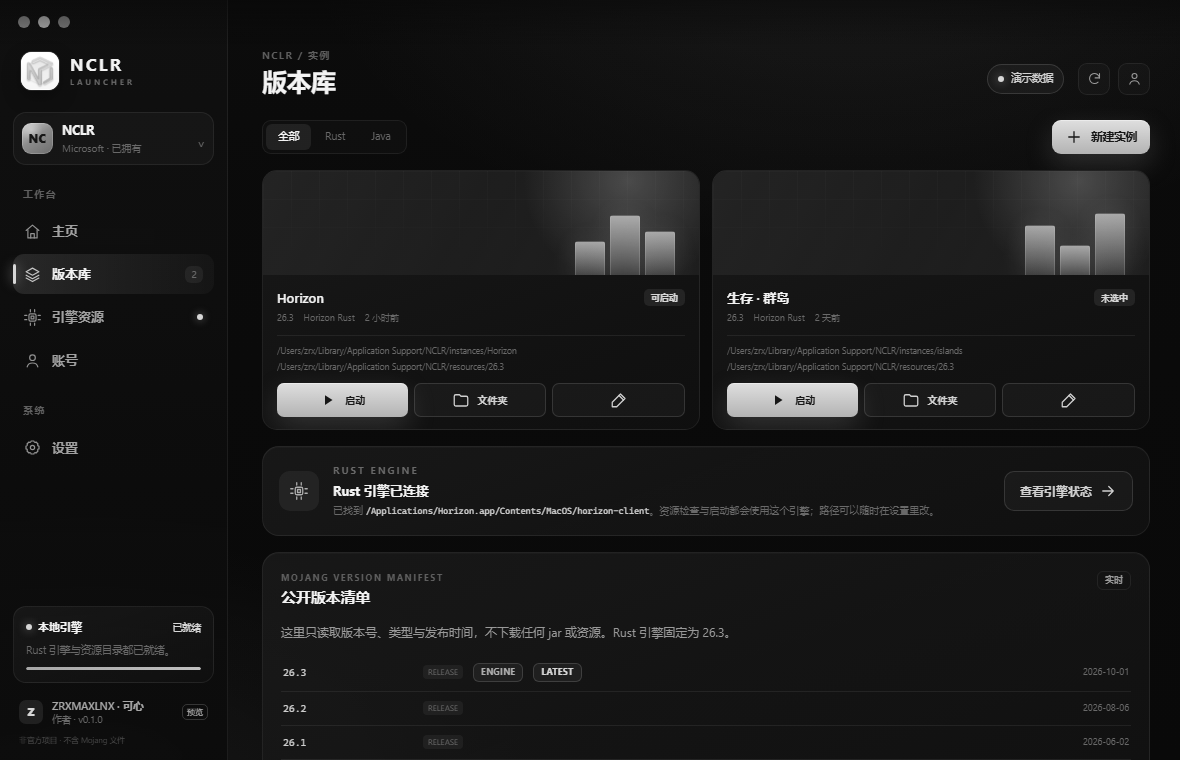 NCLR
LAUNCHER
NC
NCLR
Microsoft · 已拥有
工作台
主页
版本库
2
引擎资源
账号
系统
设置
本地引擎
已就绪
Rust 引擎与资源目录都已就绪。
Z
ZRXMAXLNX · 可心
作者 · v0.1.0
预览
非官方项目 · 不含 Mojang 文件
NCLR / 实例
版本库
演示数据
全部
Rust
Java
新建实例
Horizon
可启动
26.3 Horizon Rust 2 小时前
/Users/zrx/Library/Application Support/NCLR/instances/Horizon
/Users/zrx/Library/Application Support/NCLR/resources/26.3
启动
文件夹
生存 · 群岛
未选中
26.3 Horizon Rust 2 天前
/Users/zrx/Library/Application Support/NCLR/instances/islands
/Users/zrx/Library/Application Support/NCLR/resources/26.3
启动
文件夹
RUST ENGINE
Rust 引擎已连接
已找到 /Applications/Horizon.app/Contents/MacOS/horizon-client。资源检查与启动都会使用这个引擎；路径可以随时在设置里改。
查看引擎状态
MOJANG VERSION MANIFEST
公开版本清单
实时
这里只读取版本号、类型与发布时间，不下载任何 jar 或资源。Rust 引擎固定为 26.3。
26.3 RELEASE ENGINE LATEST 2026-10-01
26.2 RELEASE 2026-08-06
26.1 RELEASE 2026-06-02